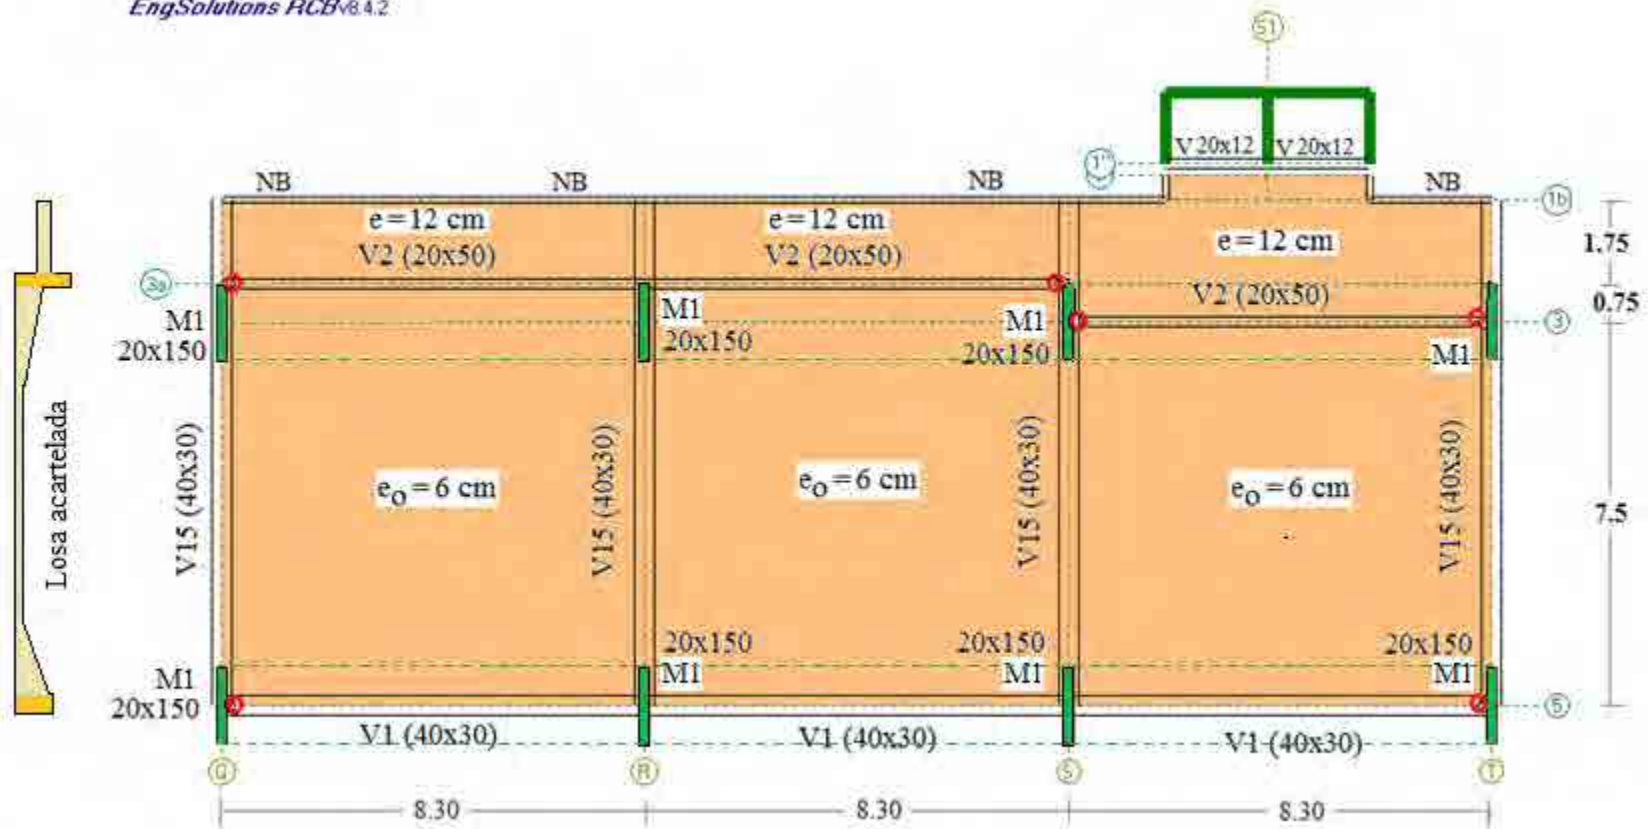 EngSolutions RCB v8.4.2
S1
V 20x12 V 20x12
1'
NB NB NB NB
1b
e=12 cm e=12 cm e=12 cm
1.75
V2 (20x50) V2 (20x50) V2 (20x50)
3a
0.75
M1 M1 M1
3
20x150 20x150 20x150
M1
Losa acartelada
V15 (40x30) V15 (40x30) V15 (40x30) V15 (40x30)
eo=6 cm eo=6 cm eo=6 cm
7.5
20x150 20x150 20x150
M1 M1 M1 M1
20x150
5
V1 (40x30) V1 (40x30) V1 (40x30)
Q R S T
8.30 8.30 8.30